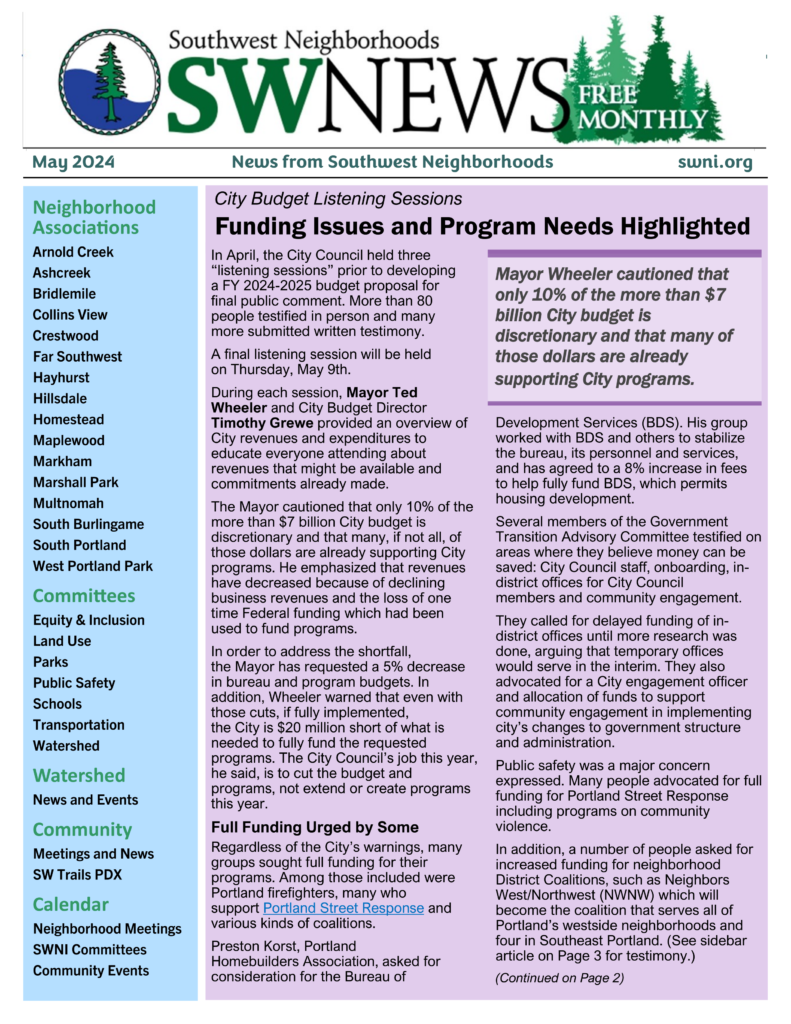 Southwest Neighborhoods
SWNEWS
FREE
MONTHLY
May 2024
News from Southwest Neighborhoods
swni.org
Neighborhood
Associations
Arnold Creek
Ashcreek
Bridlemile
Collins View
Crestwood
Far Southwest
Hayhurst
Hillsdale
Homestead
Maplewood
Markham
Marshall Park
Multnomah
South Burlingame
South Portland
West Portland Park
Committees
Equity & Inclusion
Land Use
Parks
Public Safety
Schools
Transportation
Watershed
Watershed
News and Events
Community
Meetings and News
SW Trails PDX
Calendar
Neighborhood Meetings
SWNI Committees
Community Events
City Budget Listening Sessions
Funding Issues and Program Needs Highlighted
In April, the City Council held three
“listening sessions” prior to developing
a FY 2024-2025 budget proposal for
final public comment. More than 80
people testified in person and many
more submitted written testimony.
A final listening session will be held
on Thursday, May 9th.
During each session, Mayor Ted
Wheeler and City Budget Director
Timothy Grewe provided an overview of
City revenues and expenditures to
educate everyone attending about
revenues that might be available and
commitments already made.
The Mayor cautioned that only 10% of the
more than $7 billion City budget is
discretionary and that many, if not all, of
those dollars are already supporting City
programs. He emphasized that revenues
have decreased because of declining
business revenues and the loss of one
time Federal funding which had been
used to fund programs.
In order to address the shortfall,
the Mayor has requested a 5% decrease
in bureau and program budgets. In
addition, Wheeler warned that even with
those cuts, if fully implemented,
the City is $20 million short of what is
needed to fully fund the requested
programs. The City Council’s job this year,
he said, is to cut the budget and
programs, not extend or create programs
this year.
Full Funding Urged by Some
Regardless of the City’s warnings, many
groups sought full funding for their
programs. Among those included were
Portland firefighters, many who
support Portland Street Response and
various kinds of coalitions.
Preston Korst, Portland
Homebuilders Association, asked for
consideration for the Bureau of
Mayor Wheeler cautioned that
only 10% of the more than $7
billion City budget is
discretionary and that many of
those dollars are already
supporting City programs.
Development Services (BDS). His group
worked with BDS and others to stabilize
the bureau, its personnel and services,
and has agreed to a 8% increase in fees
to help fully fund BDS, which permits
housing development.
Several members of the Government
Transition Advisory Committee testified on
areas where they believe money can be
saved: City Council staff, onboarding, in-
district offices for City Council
members and community engagement.
They called for delayed funding of in-
district offices until more research was
done, arguing that temporary offices
would serve in the interim. They also
advocated for a City engagement officer
and allocation of funds to support
community engagement in implementing
city’s changes to government structure
and administration.
Public safety was a major concern
expressed. Many people advocated for full
funding for Portland Street Response
including programs on community
violence.
In addition, a number of people asked for
increased funding for neighborhood
District Coalitions, such as Neighbors
West/Northwest (NWNW) which will
become the coalition that serves all of
Portland’s westside neighborhoods and
four in Southeast Portland. (See sidebar
article on Page 3 for testimony.)
(Continued on Page 2)